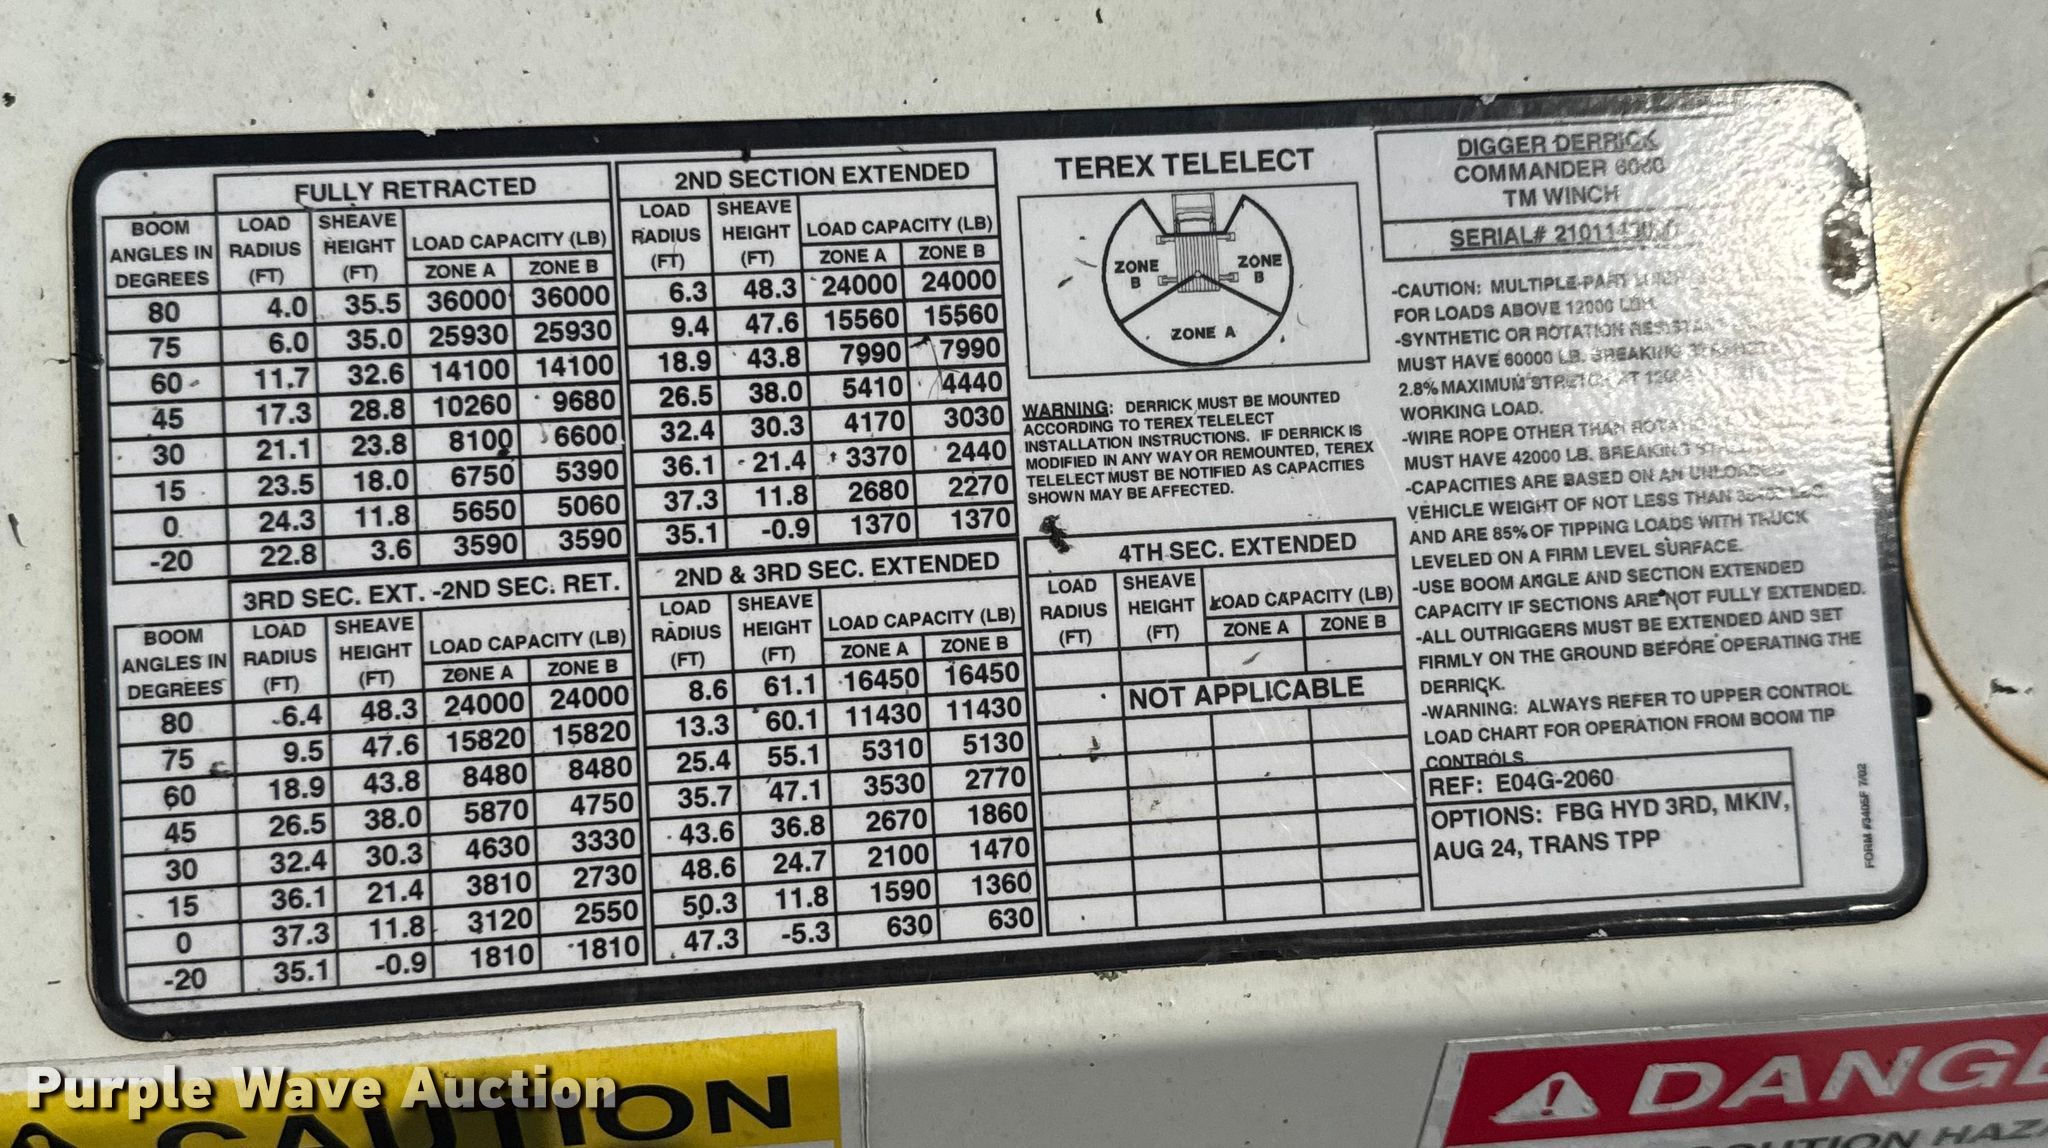 FULLY RETRACTED
BOOM ANGLES IN DEGREES | LOAD RADIUS (FT) | SHEAVE HEIGHT (FT) | LOAD CAPACITY (LB)
ZONE A | ZONE B
80 4.0 35.5 36000 36000
75 6.0 35.0 25930 25930
60 11.7 32.6 14100 14100
45 17.3 28.8 10260 9680
30 21.1 23.8 8100 6600
15 23.5 18.0 6750 5390
0 24.3 11.8 5650 5060
-20 22.8 3.6 3590 3590
2ND SECTION EXTENDED
LOAD RADIUS (FT) | SHEAVE HEIGHT (FT) | LOAD CAPACITY (LB)
ZONE A | ZONE B
6.3 48.3 24000 24000
9.4 47.6 15560 15560
18.9 43.8 7990 7990
26.5 38.0 5410 4440
32.4 30.3 4170 3030
36.1 21.4 3370 2440
37.3 11.8 2680 2270
35.1 -0.9 1370 1370
3RD SEC. EXT. -2ND SEC. RET.
BOOM ANGLES IN DEGREES | LOAD RADIUS (FT) | SHEAVE HEIGHT (FT) | LOAD CAPACITY (LB)
ZONE A | ZONE B
80 6.4 48.3 24000 24000
75 9.5 47.6 15820 15820
60 18.9 43.8 8480 8480
45 26.5 38.0 5870 4750
30 32.4 30.3 4630 3330
15 36.1 21.4 3810 2730
0 37.3 11.8 3120 2550
-20 35.1 -0.9 1810 1810
2ND & 3RD SEC. EXTENDED
LOAD RADIUS (FT) | SHEAVE HEIGHT (FT) | LOAD CAPACITY (LB)
ZONE A | ZONE B
8.6 61.1 16450 16450
13.3 60.1 11430 11430
25.4 55.1 5310 5130
35.7 47.1 3530 2770
43.6 36.8 2670 1860
48.6 24.7 2100 1470
50.3 11.8 1590 1360
47.3 -5.3 630 630
TEREX TELELECT
ZONE B
ZONE B
ZONE A
WARNING: DERRICK MUST BE MOUNTED
ACCORDING TO TEREX TELELECT
INSTALLATION INSTRUCTIONS. IF DERRICK IS
MODIFIED IN ANY WAY OR REMOUNTED, TEREX
TELELECT MUST BE NOTIFIED AS CAPACITIES
SHOWN MAY BE AFFECTED.
4TH SEC. EXTENDED
LOAD RADIUS (FT) | SHEAVE HEIGHT (FT) | LOAD CAPACITY (LB)
ZONE A | ZONE B
NOT APPLICABLE
DIGGER DERRICK
COMMANDER 6060
TM WINCH
SERIAL#
-CAUTION: MULTIPLE-PART
FOR LOADS ABOVE 12000
-SYNTHETIC OR ROTATION
MUST HAVE 60000 LB. BREAKING
2.8% MAXIMUM STRETCH AT
WORKING LOAD.
-WIRE ROPE OTHER THAN
MUST HAVE 42000 LB. BREAKING
-CAPACITIES ARE BASED ON AN UNLOADED
VEHICLE WEIGHT OF NOT LESS THAN
AND ARE 85% OF TIPPING LOADS WITH TRUCK
LEVELED ON A FIRM LEVEL SURFACE.
-USE BOOM ANGLE AND SECTION EXTENDED
CAPACITY IF SECTIONS ARE NOT FULLY EXTENDED.
-ALL OUTRIGGERS MUST BE EXTENDED AND SET
FIRMLY ON THE GROUND BEFORE OPERATING THE
DERRICK.
-WARNING: ALWAYS REFER TO UPPER CONTROL
LOAD CHART FOR OPERATION FROM BOOM TIP
CONTROLS.
REF: E04G-2060
OPTIONS: FBG HYD 3RD, MKIV,
AUG 24, TRANS TPP
FORM #3405F 7/02
Purple Wave Auction
CAUTION
DANGE